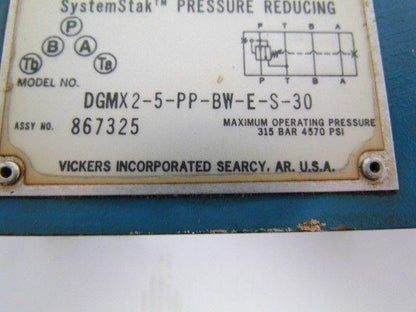 SystemStak™ PRESSURE REDUCING
P
B A
Tb Ta
P T B A
P T B A
MODEL NO.
DGMX2-5-PP-BW-E-S-30
ASSY NO. 867325
MAXIMUM OPERATING PRESSURE
315 BAR 4570 PSI
VICKERS INCORPORATED SEARCY, AR. U.S.A.